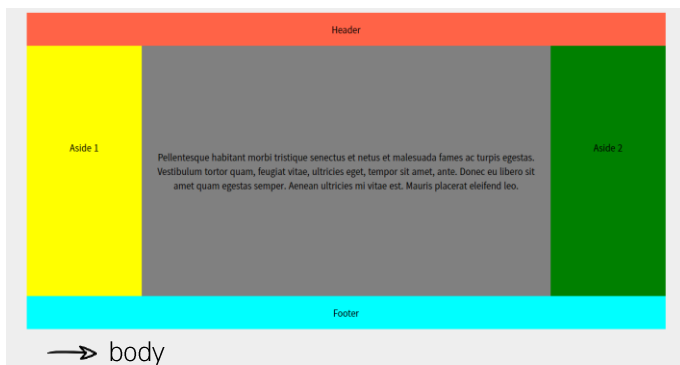 Header
Aside 1
Pellentesque habitant morbi tristique senectus et netus et malesuada fames ac turpis egestas.
Vestibulum tortor quam, feugiat vitae, ultricies eget, tempor sit amet, ante. Donec eu libero sit
amet quam egestas semper. Aenean ultricies mi vitae est. Mauris placerat eleifend leo.
Aside 2
Footer
body